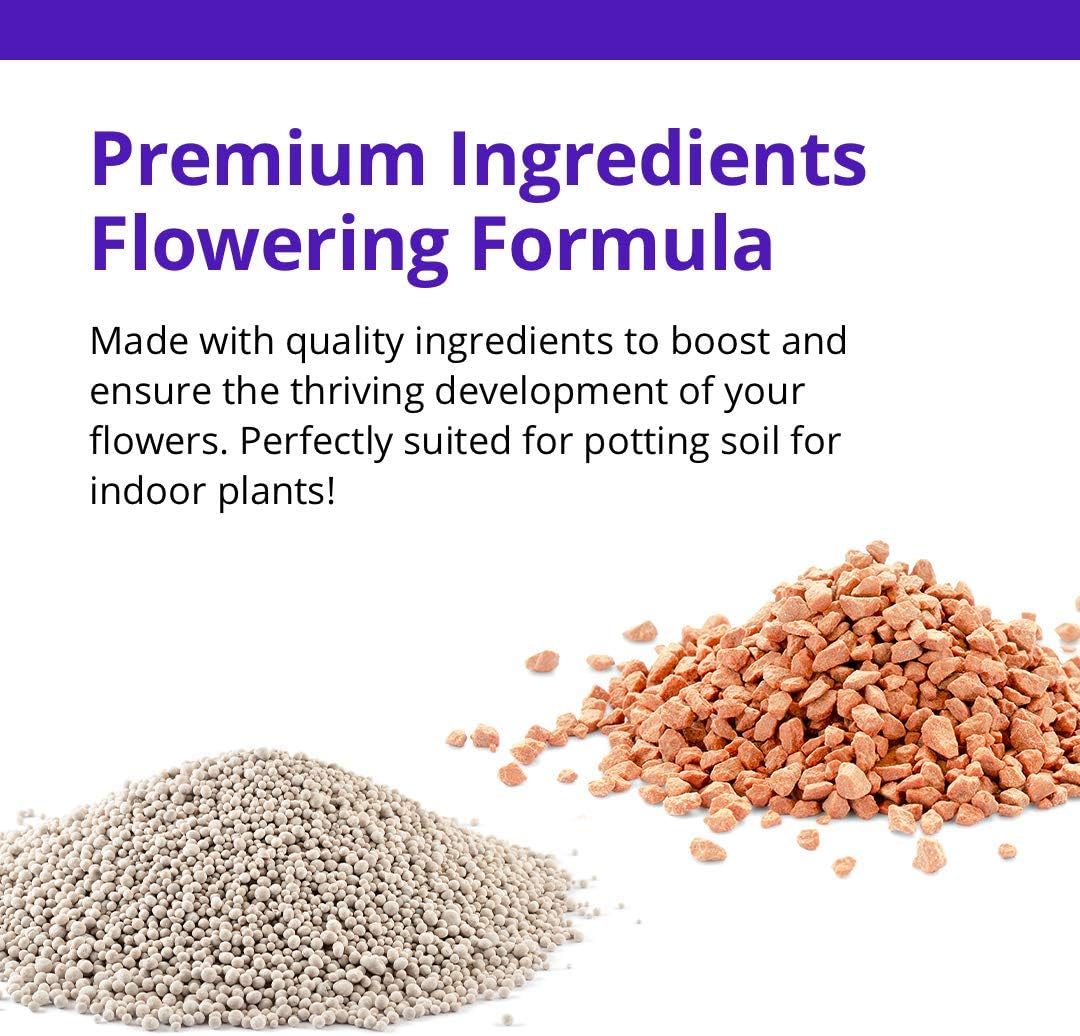 Premium Ingredients
Flowering Formula
Made with quality ingredients to boost and
ensure the thriving development of your
flowers. Perfectly suited for potting soil for
indoor plants!